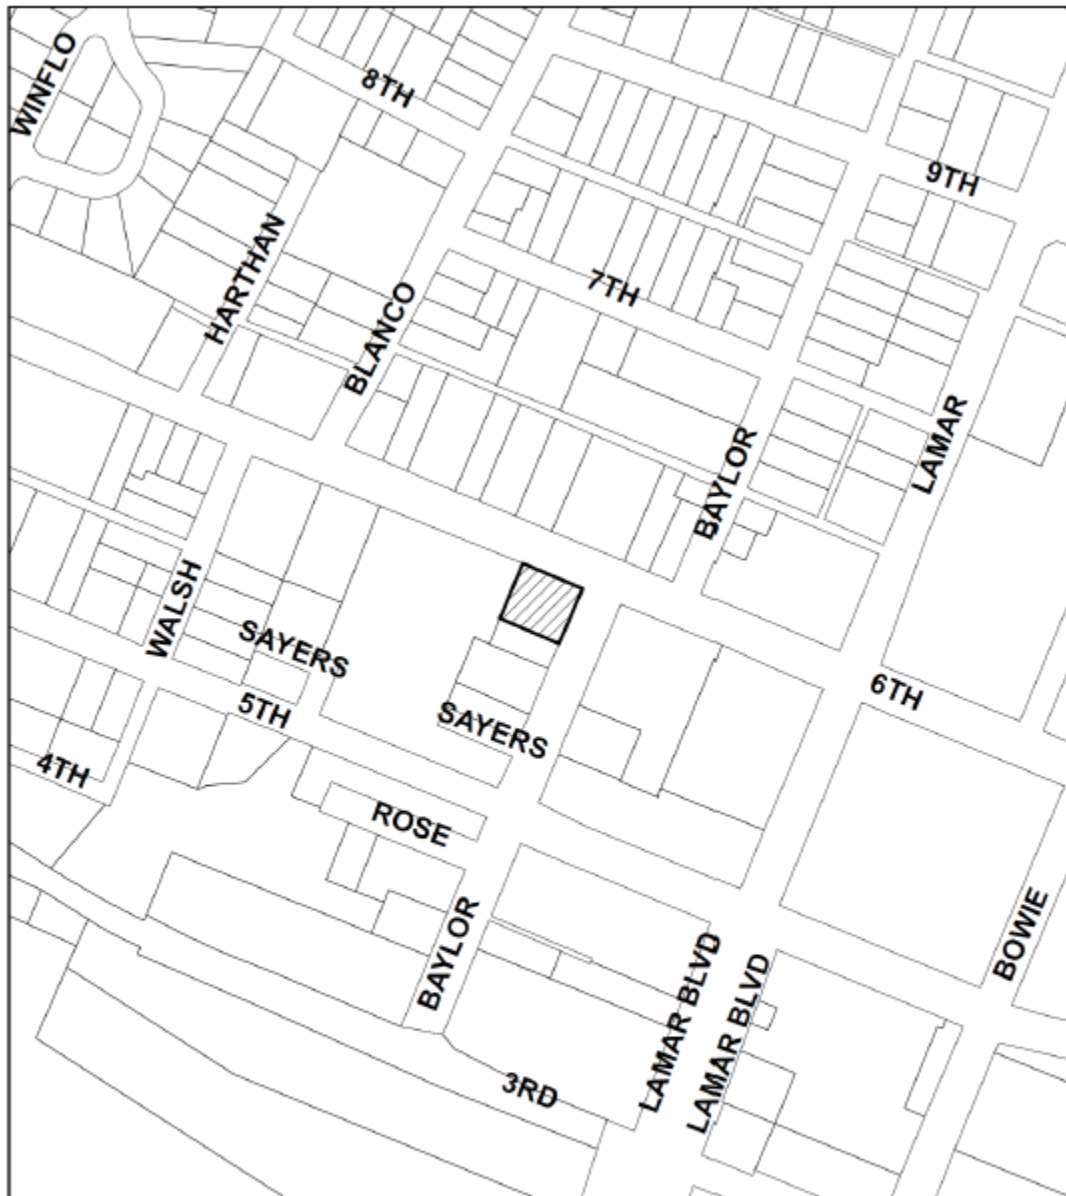 WINFLO
8TH
9TH
HARTHAN
7TH
BLANCO
LAMAR
BAYLOR
WALSH
SAYERS
6TH
5TH
SAYERS
4TH
ROSE
BOWIE
BAYLOR
LAMAR BLVD
LAMAR BLVD
3RD